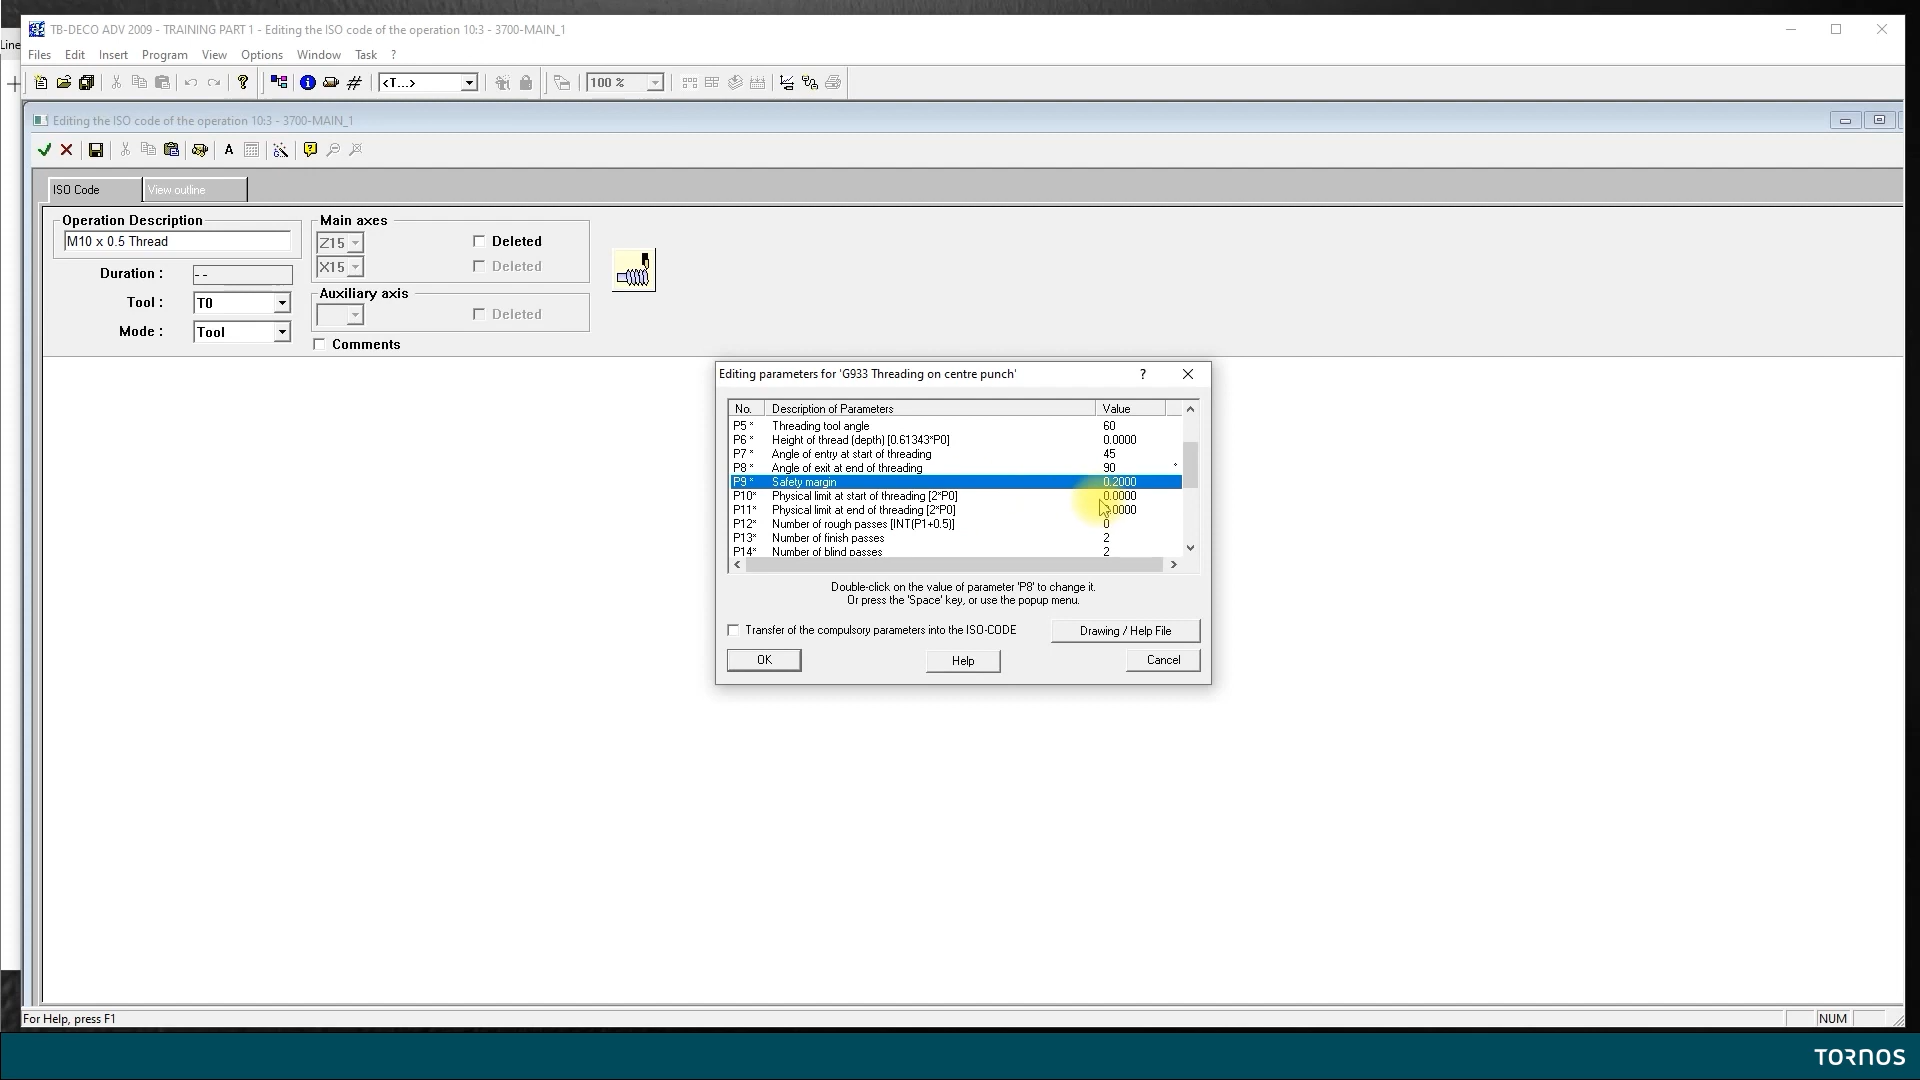 TB-DECO ADV 2009 - TRAINING PART 1 - Editing the ISO code of the operation 10:3 - 3700-MAIN_1
Line
Files Edit Insert Program View Options Window Task ?
<T...> 100 %
Editing the ISO code of the operation 10:3 - 3700-MAIN_1
ISO Code View outline
Operation Description
M10 x 0.5 Thread
Duration : - -
Tool : T0
Mode : Tool
Main axes
Z15 Deleted
X15 Deleted
Auxiliary axis
Deleted
Comments
Editing parameters for 'G933 Threading on centre punch' ?
No. Description of Parameters Value
P5 * Threading tool angle 60
P6 * Height of thread (depth) [0.61343*P0] 0.0000
P7 * Angle of entry at start of threading 45
P8 * Angle of exit at end of threading 90 *
P9 * Safety margin 0.2000
P10* Physical limit at start of threading [2*P0] 0.0000
P11* Physical limit at end of threading [2*P0] 0.0000
P12* Number of rough passes [INT(P1+0.5)] 0
P13* Number of finish passes 2
P14* Number of blind passes 2
Double-click on the value of parameter 'P8' to change it.
Or press the 'Space' key, or use the popup menu.
Transfer of the compulsory parameters into the ISO-CODE
Drawing / Help File
OK Help Cancel
For Help, press F1 NUM
TORNOS